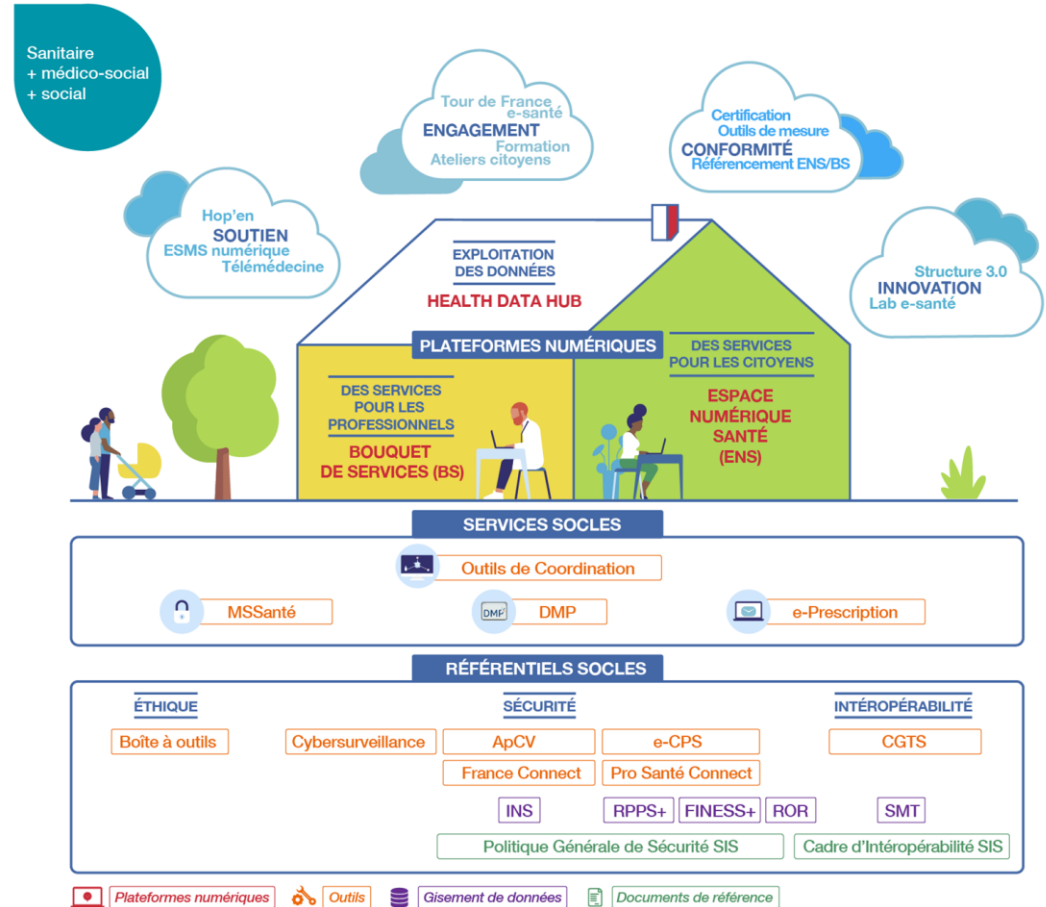 Sanitaire
+ médico-social
+ social
Tour de France
e-santé
ENGAGEMENT
Formation
Ateliers citoyens
Certification
Outils de mesure
CONFORMITÉ
Référencement ENS/BS
Hop'en
SOUTIEN
ESMS numérique
Télémédecine
Structure 3.0
INNOVATION
Lab e-santé
EXPLOITATION
DES DONNÉES
HEALTH DATA HUB
PLATEFORMES NUMÉRIQUES
DES SERVICES
POUR LES CITOYENS
ESPACE
NUMÉRIQUE
SANTÉ
(ENS)
DES SERVICES
POUR LES
PROFESSIONNELS
BOUQUET
DE SERVICES (BS)
SERVICES SOCLES
Outils de Coordination
MSSanté
DMP
DMP
e-Prescription
RÉFÉRENTIELS SOCLES
ÉTHIQUE
SÉCURITÉ
INTÉROPÉRABILITÉ
Boîte à outils
Cybersurveillance
ApCV
e-CPS
CGTS
France Connect
Pro Santé Connect
INS
RPPS+
FINESS+
ROR
SMT
Politique Générale de Sécurité SIS
Cadre d'Intéropérabilité SIS
Plateformes numériques
Outils
Gisement de données
Documents de référence